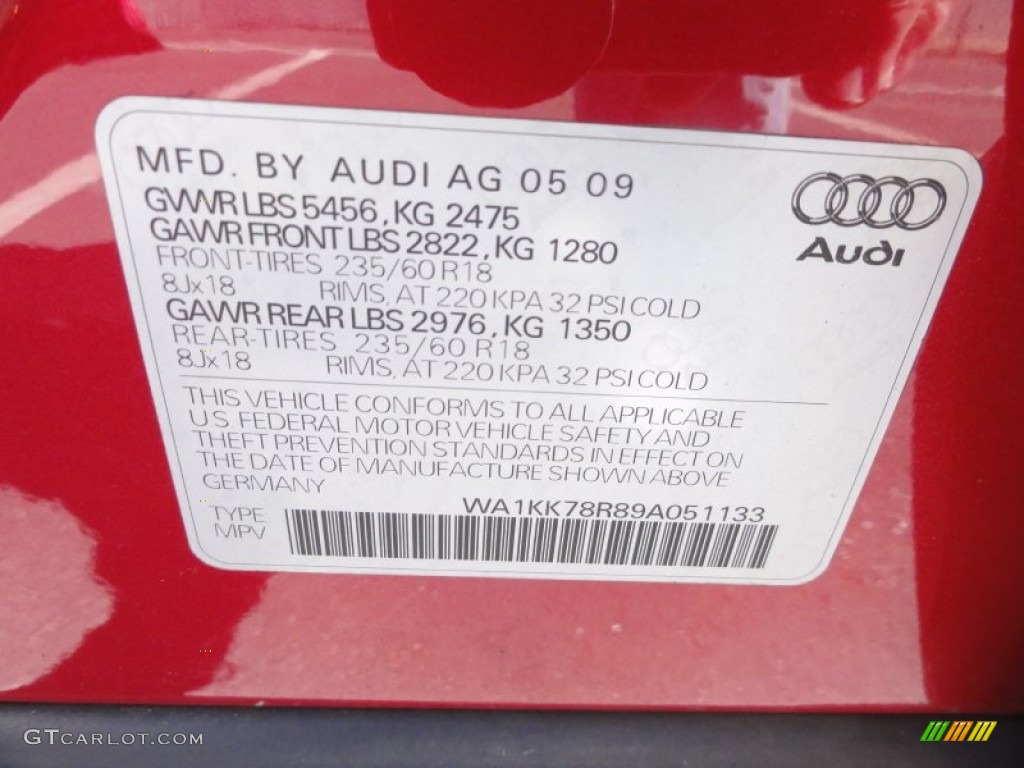 MFD. BY AUDI AG 05 09
GVWR LBS 5456, KG 2475
GAWR FRONT LBS 2822, KG 1280
FRONT-TIRES 235/60 R18
8Jx18 RIMS, AT 220 KPA 32 PSI COLD
GAWR REAR LBS 2976, KG 1350
REAR-TIRES 235/60 R18
8Jx18 RIMS, AT 220 KPA 32 PSI COLD
Audi
THIS VEHICLE CONFORMS TO ALL APPLICABLE
U.S. FEDERAL MOTOR VEHICLE SAFETY AND
THEFT PREVENTION STANDARDS IN EFFECT ON
THE DATE OF MANUFACTURE SHOWN ABOVE
GERMANY
WA1KK78R89A051133
TYPE
MPV
GTCARLOT.COM